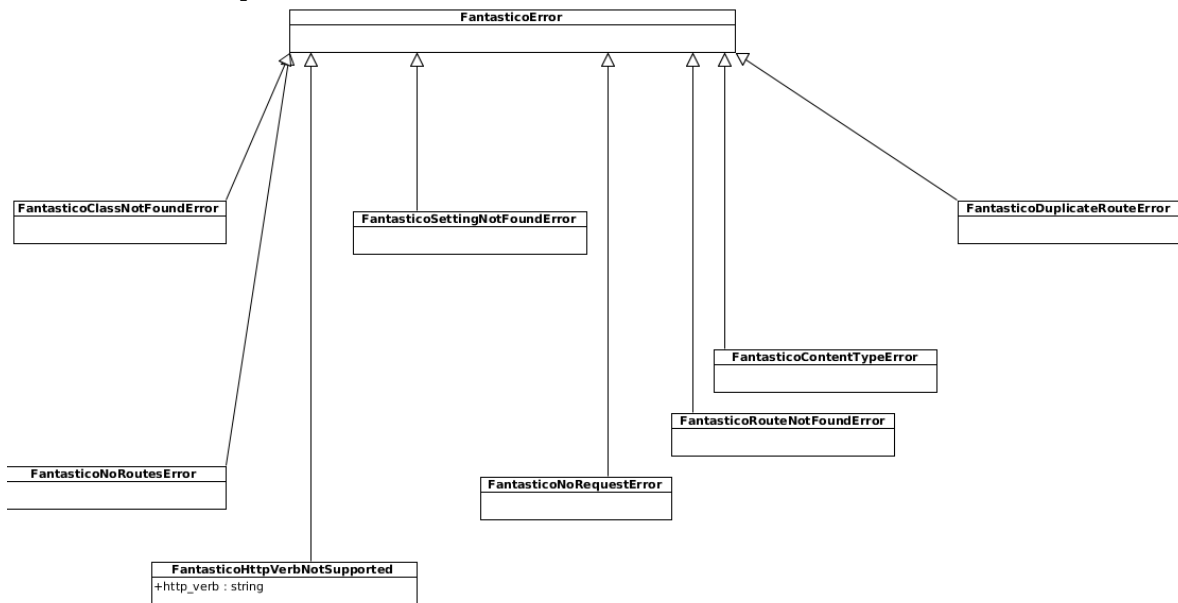 FantasticoError
FantasticoClassNotFoundError
FantasticoDuplicateRouteError
FantasticoSettingNotFoundError
FantasticoContentTypeError
FantasticoRouteNotFoundError
FantasticoNoRoutesError
FantasticoNoRequestError
FantasticoHttpVerbNotSupported
+http_verb : string